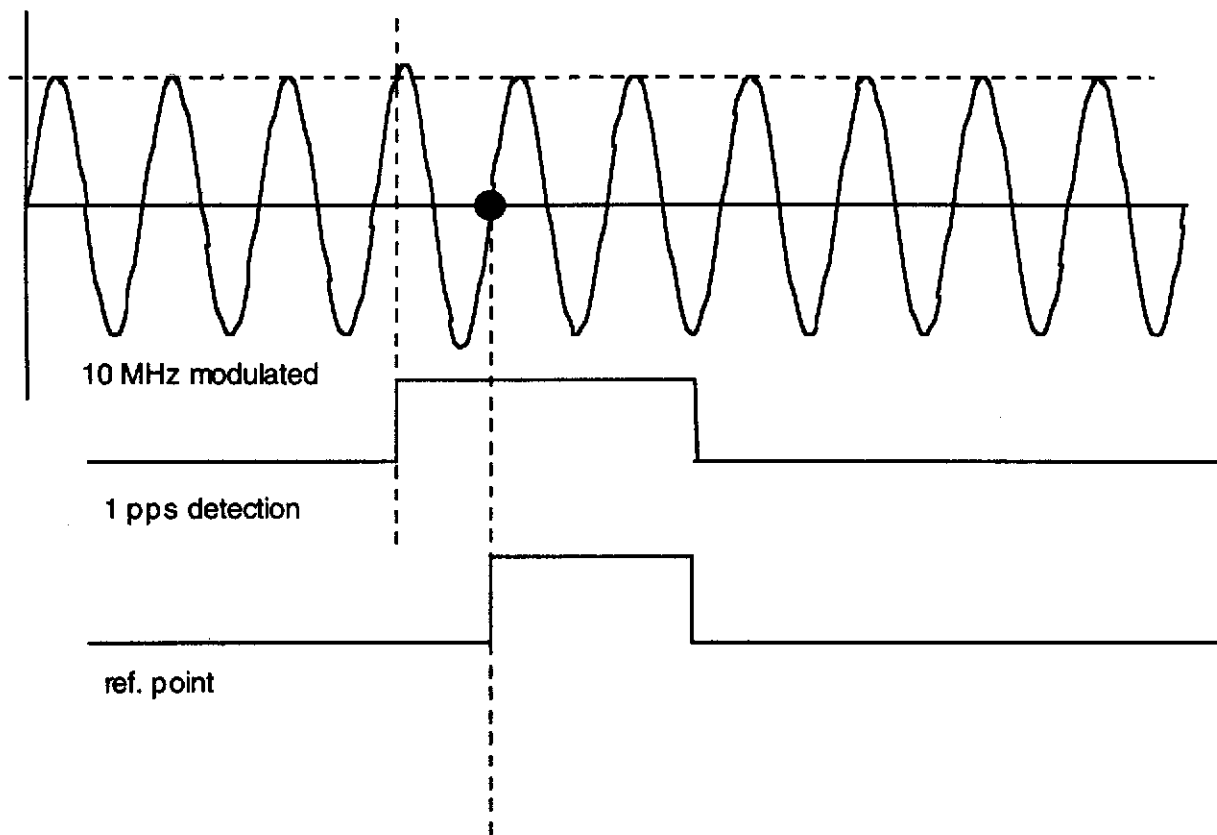 10 MHz modulated
1 pps detection
ref. point